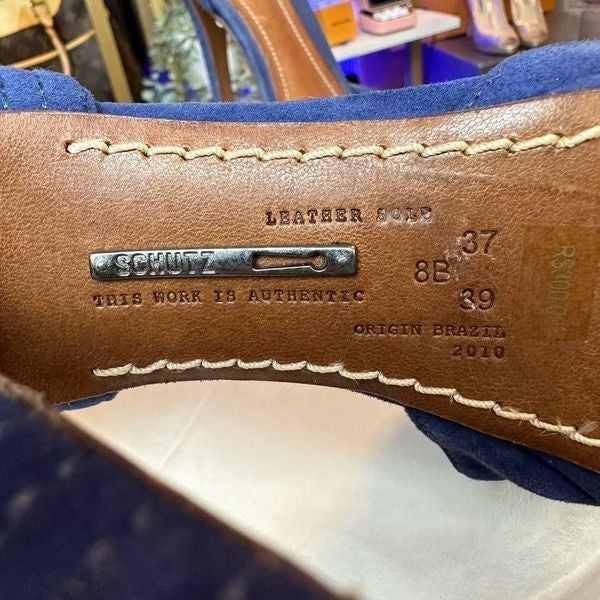 LEATHER SOLE
SCHUTZ
THIS WORK IS AUTHENTIC
37
8B
39
ORIGIN BRAZIL
2010